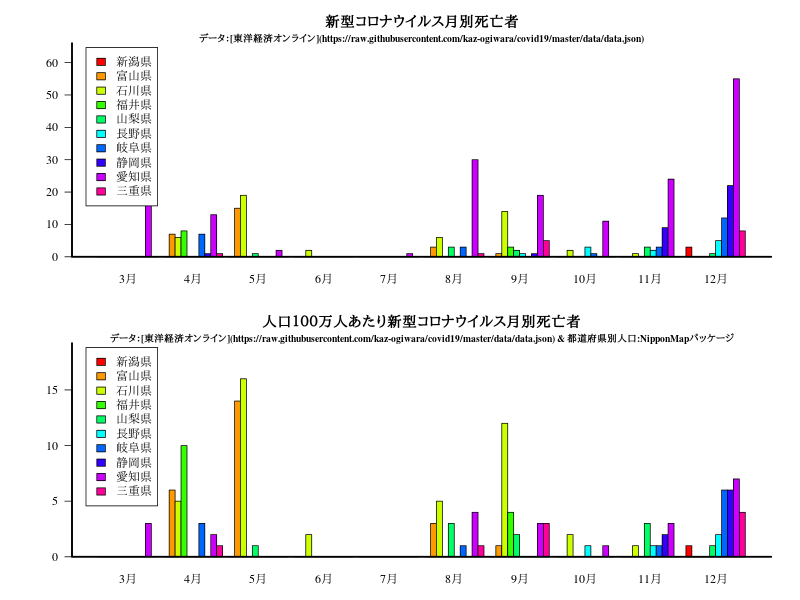 新型コロナウイルス月別死亡者
データ:[東洋経済オンライン](https://raw.githubusercontent.com/kaz-ogiwara/covid19/master/data/data.json)
60
50
40
30
20
10
0
新潟県
富山県
石川県
福井県
山梨県
長野県
岐阜県
静岡県
愛知県
三重県
3月 4月 5月 6月 7月 8月 9月 10月 11月 12月
人口100万人あたり新型コロナウイルス月別死亡者
データ:[東洋経済オンライン](https://raw.githubusercontent.com/kaz-ogiwara/covid19/master/data/data.json) & 都道府県別人口:NipponMapパッケージ
15
10
5
0
新潟県
富山県
石川県
福井県
山梨県
長野県
岐阜県
静岡県
愛知県
三重県
3月 4月 5月 6月 7月 8月 9月 10月 11月 12月